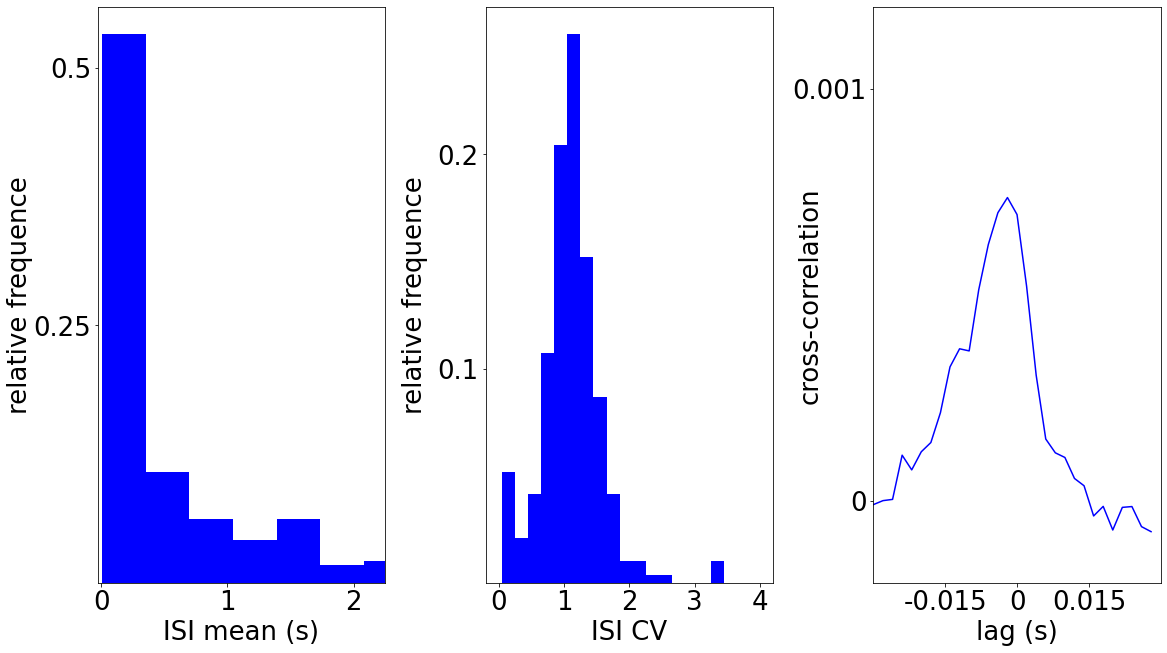 relative frequence
0.5
0.25
0
1
2
ISI mean (s)
relative frequence
0.2
0.1
0
1
2
3
4
ISI CV
cross-correlation
0.001
0
-0.015
0
0.015
lag (s)